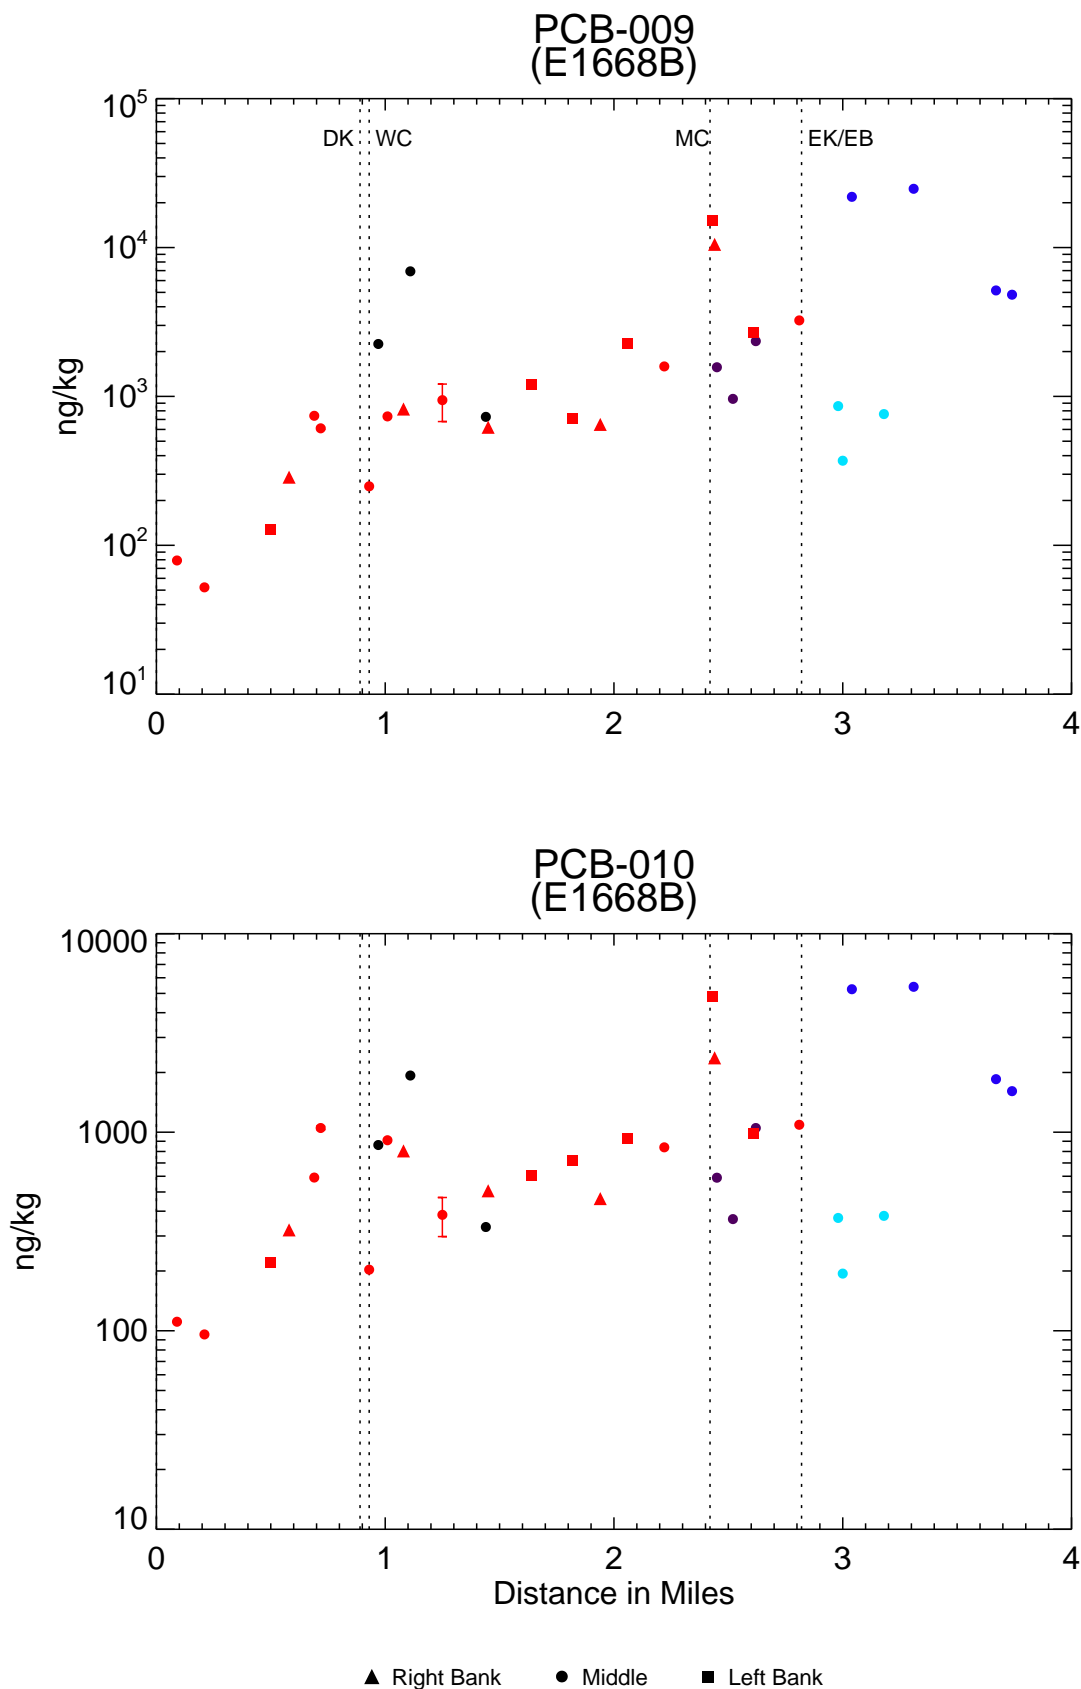 PCB-009
(E1668B)
10^5
DK WC MC EK/EB
10^4
ng/kg
10^3
10^2
10^1
0 1 2 3 4
PCB-010
(E1668B)
10000
1000
ng/kg
100
10
0 1 2 3 4
Distance in Miles
Right Bank Middle Left Bank